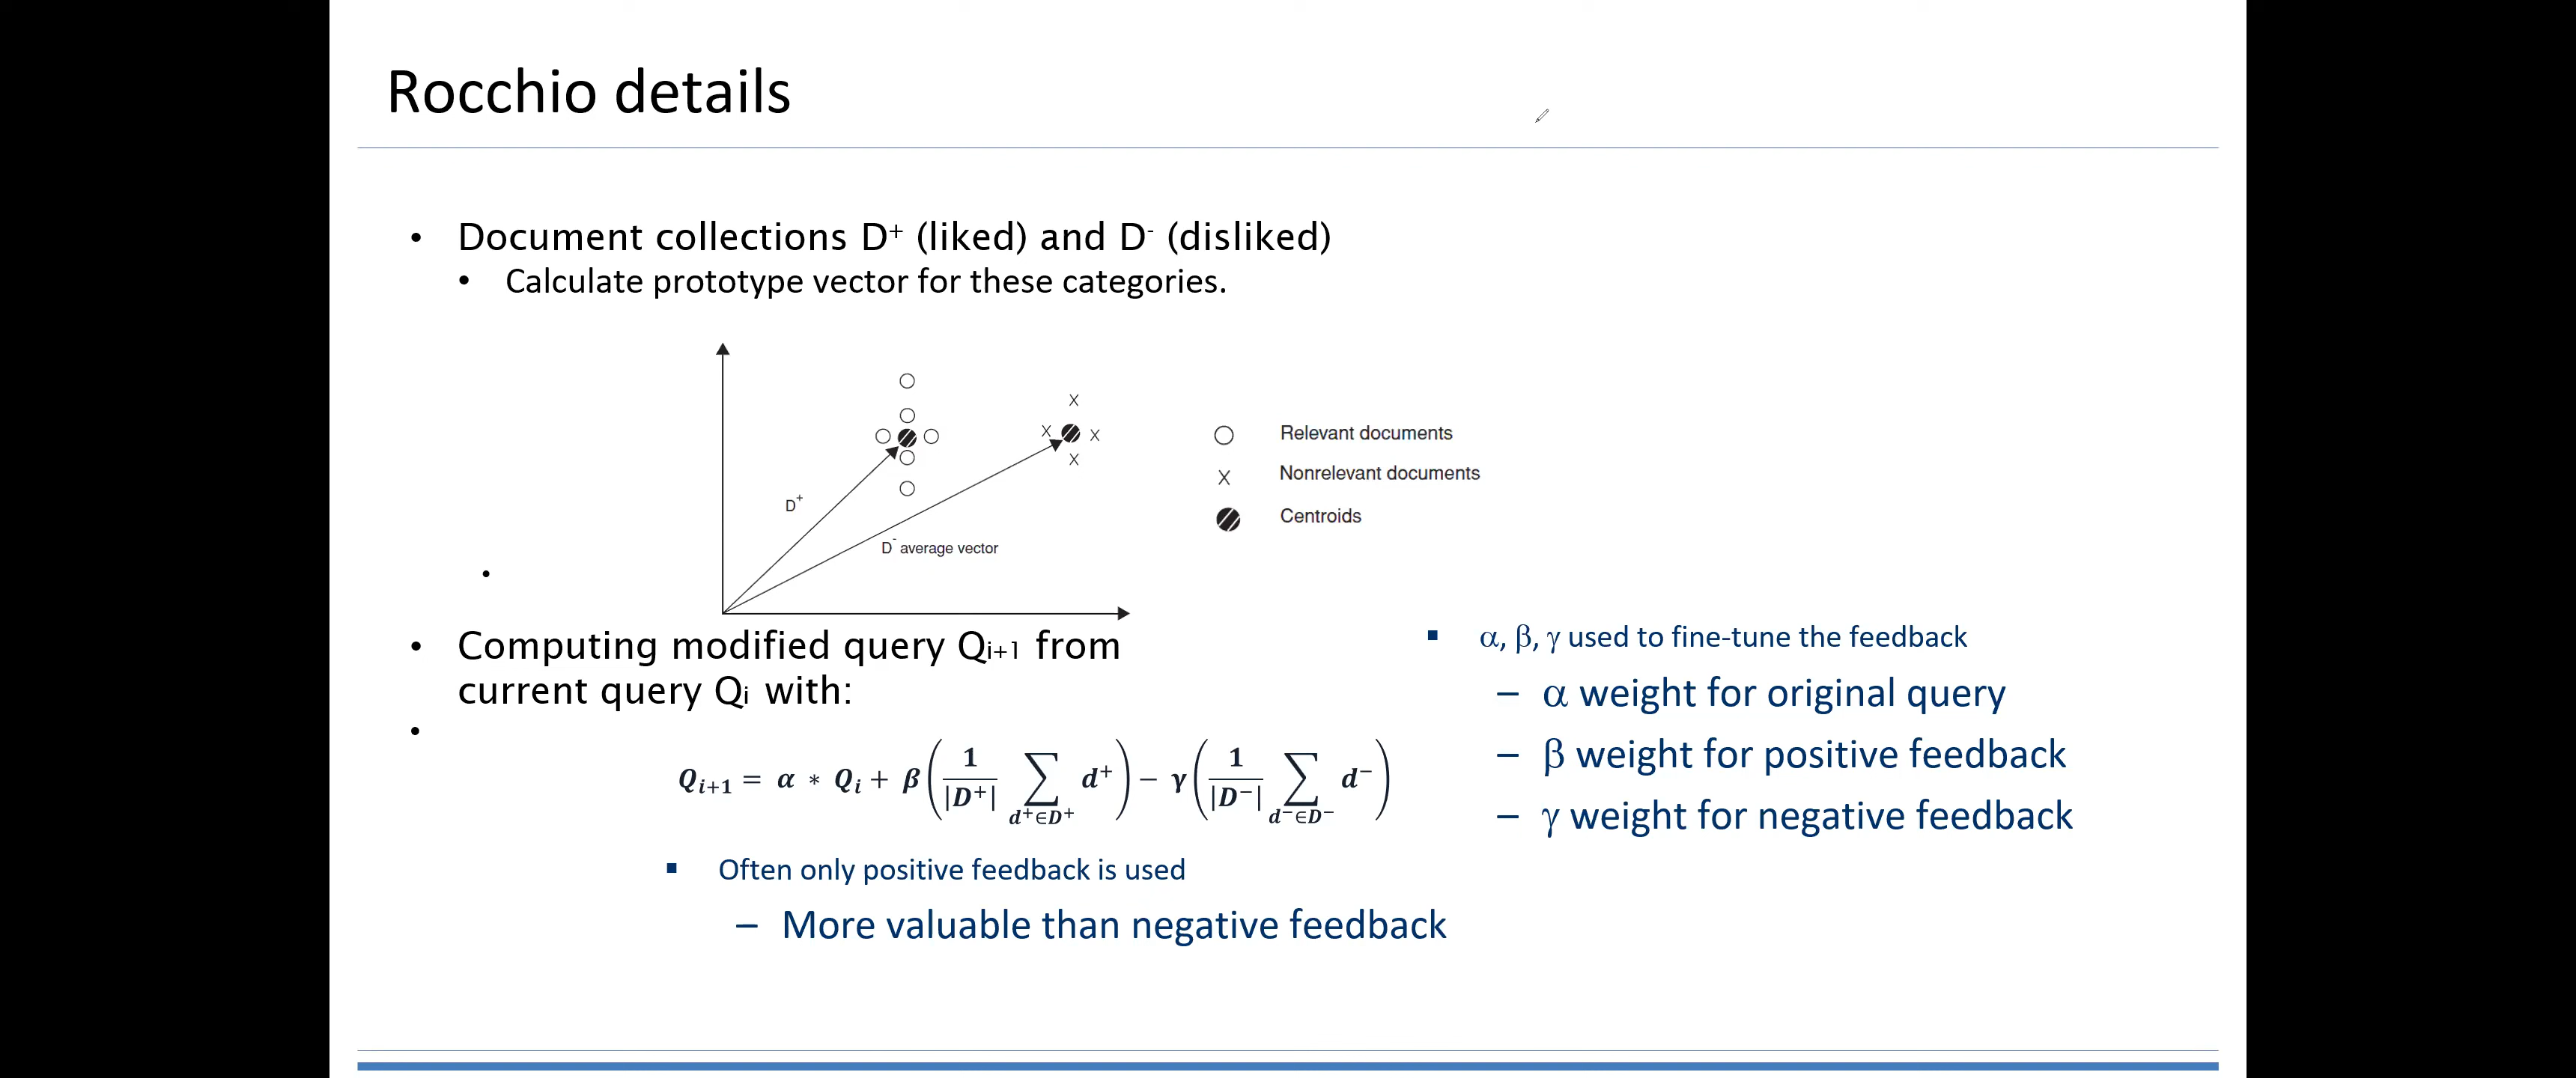 Rocchio details
• Document collections D⁺ (liked) and D⁻ (disliked)
• Calculate prototype vector for these categories.
D⁺
D⁻ average vector
○ Relevant documents
X Nonrelevant documents
Centroids
• Computing modified query Qᵢ₊₁ from
current query Qᵢ with:
Qᵢ₊₁ = α * Qᵢ + β(1/|D⁺| ∑_{d⁺∈D⁺} d⁺) − γ(1/|D⁻| ∑_{d⁻∈D⁻} d⁻)
▪ Often only positive feedback is used
– More valuable than negative feedback
▪ α, β, γ used to fine-tune the feedback
– α weight for original query
– β weight for positive feedback
– γ weight for negative feedback